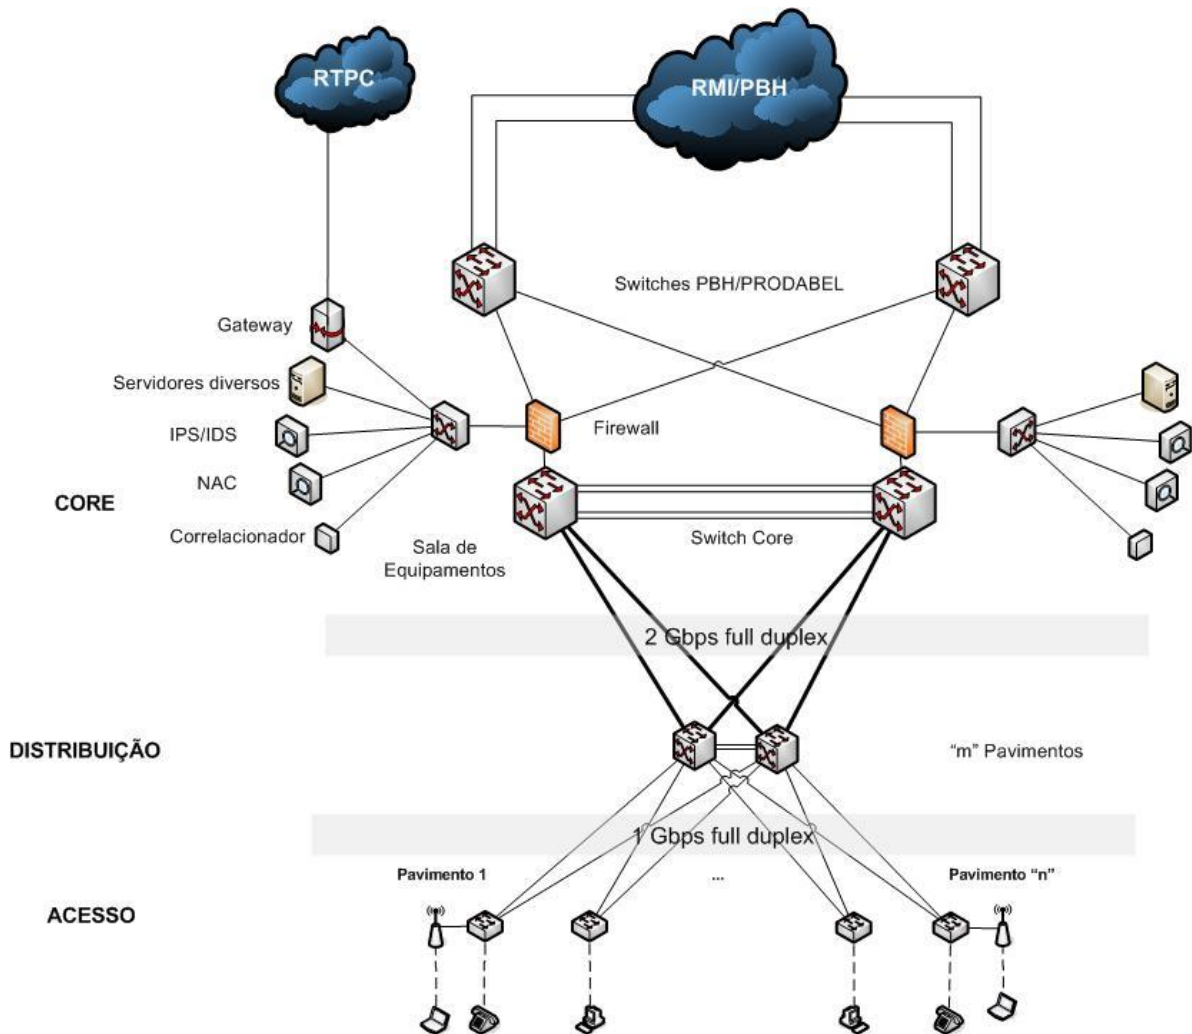 RTPC
RMI/PBH
Switches PBH/PRODABEL
Gateway
Servidores diversos
IPS/IDS
Firewall
NAC
CORE
Correlacionador
Switch Core
Sala de
Equipamentos
2 Gbps full duplex
DISTRIBUIÇÃO
“m” Pavimentos
1 Gbps full duplex
Pavimento 1
...
Pavimento “n”
ACESSO